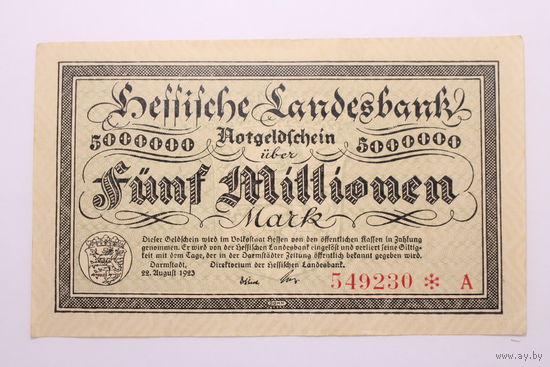 Hessische Landesbank
5000000 Notgeldschein 5000000
über
Fünf Millionen
Mark
Dieser Geldschein wird im Volksstaat Hessen von den öffentlichen Kassen in Zahlung
genommen. Er wird von der Hessischen Landesbank eingelöst und verliert seine Giltig-
keit mit dem Tage, der in der Darmstädter Zeitung öffentlich bekannt gegeben wird.
Darmstadt, Direktorium der Hessischen Landesbank.
22. August 1923
549230 * A
www.ay.by